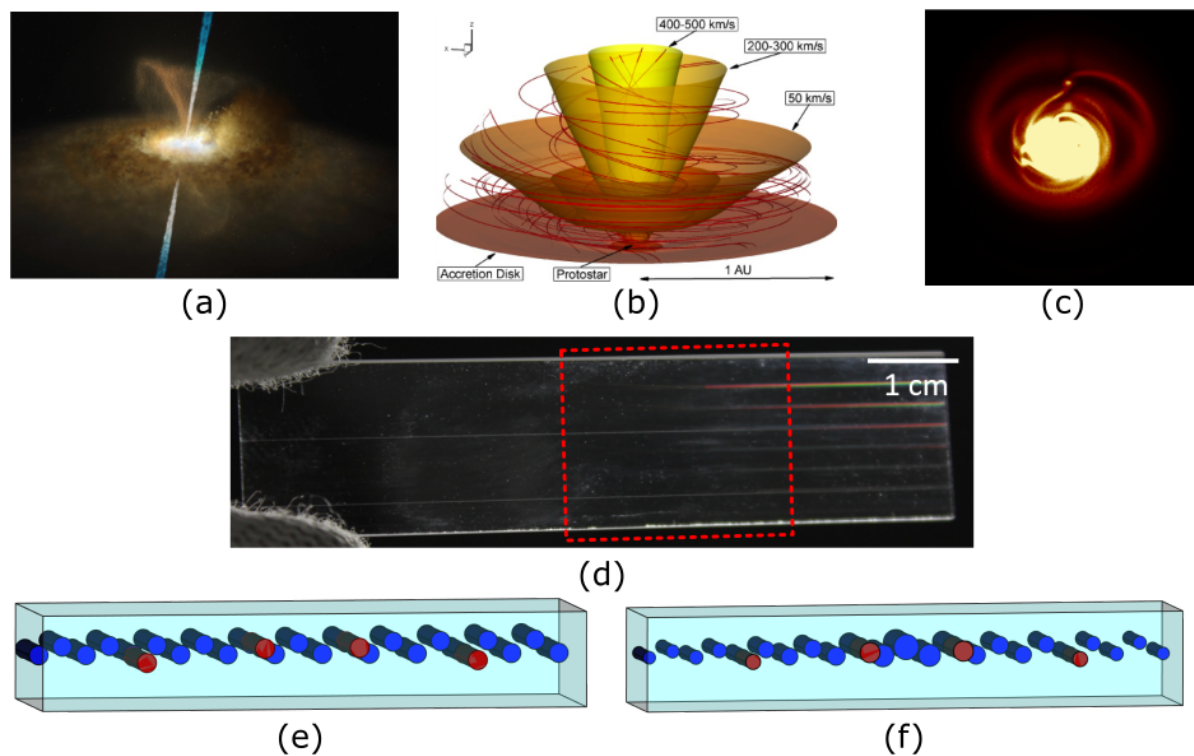 400-500 km/s
200-300 km/s
50 km/s
z
x
Accretion Disk
Protostar
1 AU
(a)
(b)
(c)
1 cm
(d)
(e)
(f)